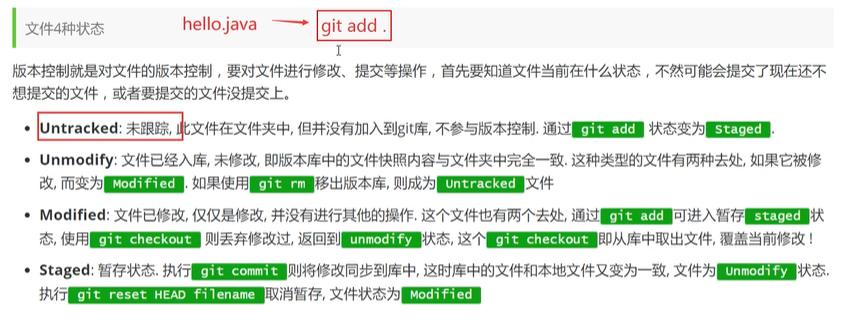 文件4种状态
hello.java
git add .
版本控制就是对文件的版本控制，要对文件进行修改、提交等操作，首先要知道文件当前在什么状态，不然可能会提交了现在还不
想提交的文件，或者要提交的文件没提交上。
Untracked: 未跟踪, 此文件在文件夹中, 但并没有加入到git库, 不参与版本控制. 通过 git add 状态变为 Staged .
Unmodify: 文件已经入库, 未修改, 即版本库中的文件快照内容与文件夹中完全一致. 这种类型的文件有两种去处, 如果它被修
改, 而变为 Modified . 如果使用 git rm 移出版本库, 则成为 Untracked 文件
Modified: 文件已修改, 仅仅是修改, 并没有进行其他的操作. 这个文件也有两个去处, 通过 git add 可进入暂存 staged 状
态, 使用 git checkout 则丢弃修改过, 返回到 unmodify 状态, 这个 git checkout 即从库中取出文件, 覆盖当前修改 !
Staged: 暂存状态. 执行 git commit 则将修改同步到库中, 这时库中的文件和本地文件又变为一致, 文件为 Unmodify 状态.
执行 git reset HEAD filename 取消暂存, 文件状态为 Modified